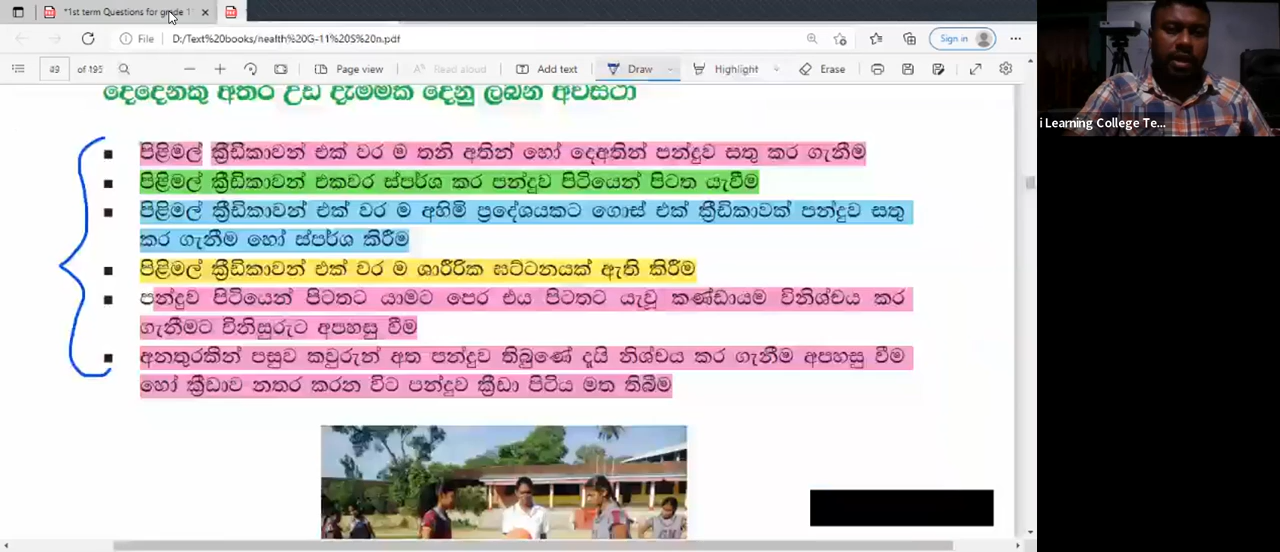 *1st term Questions for grade 1
File D:/Text%20books/health%20G-11%20S%20n.pdf
Sign in
49 of 195
Page view
Read aloud
Add text
Draw
Highlight
Erase
දෙදෙනකු අතර උඩ දැමීමක් දෙනු ලබන අවස්ථා
පිළිමල් ක්‍රීඩිකාවන් එක් වර ම තනි අතින් හෝ දෙඅතින් පන්දුව සතු කර ගැනීම
පිළිමල් ක්‍රීඩිකාවන් එකවර ස්පර්ශ කර පන්දුව පිටියෙන් පිටත යැවීම
පිළිමල් ක්‍රීඩිකාවන් එක් වර ම අහිමි ප්‍රදේශයකට ගොස් එක් ක්‍රීඩිකාවක් පන්දුව සතු
කර ගැනීම හෝ ස්පර්ශ කිරීම
පිළිමල් ක්‍රීඩිකාවන් එක් වර ම ශාරීරික ඝට්ටනයක් ඇති කිරීම
පන්දුව පිටියෙන් පිටතට යාමට පෙර එය පිටතට යැවූ කණ්ඩායම විනිශ්චය කර
ගැනීමට විනිසුරුට අපහසු වීම
අනතුරකින් පසුව කවුරුන් අත පන්දුව තිබුණේ දැයි නිශ්චය කර ගැනීම අපහසු වීම
හෝ ක්‍රීඩාව නතර කරන විට පන්දුව ක්‍රීඩා පිටිය මත තිබීම
i Learning College Te...